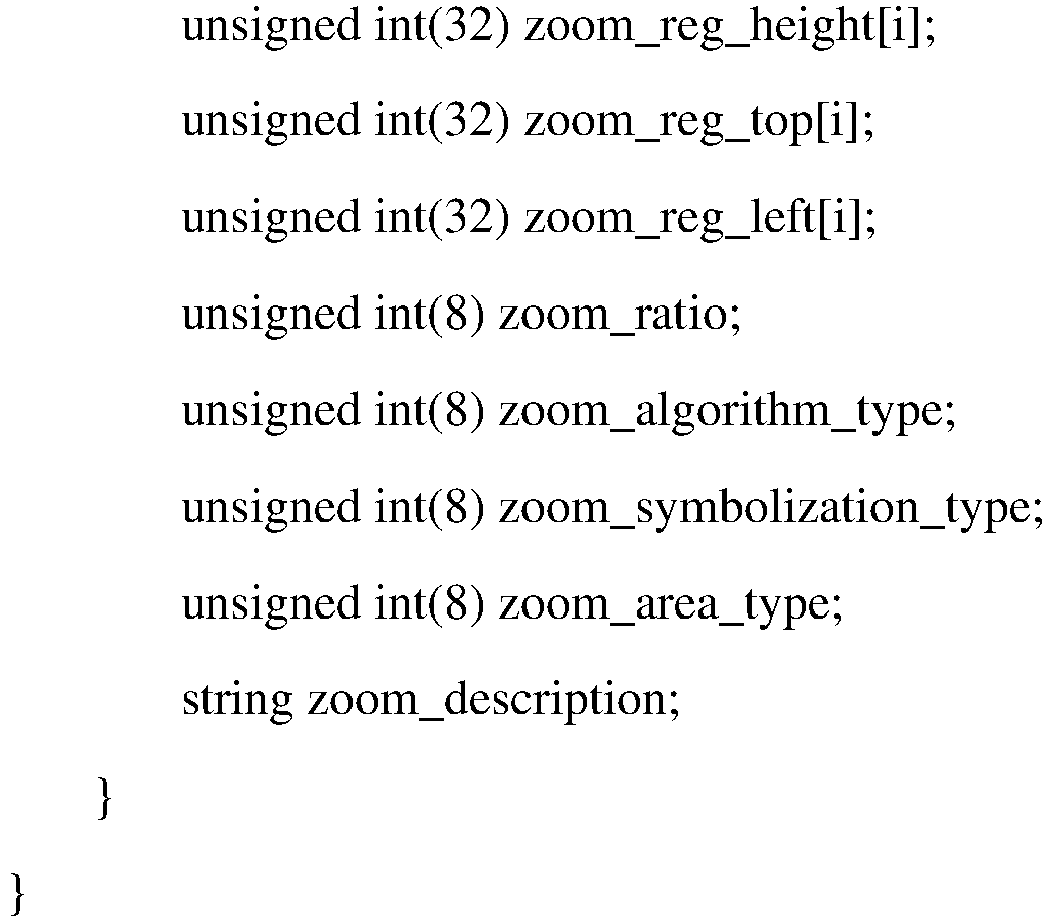 unsigned int(32) zoom_reg_height[i];
unsigned int(32) zoom_reg_top[i];
unsigned int(32) zoom_reg_left[i];
unsigned int(8) zoom_ratio;
unsigned int(8) zoom_algorithm_type;
unsigned int(8) zoom_symbolization_type;
unsigned int(8) zoom_area_type;
string zoom_description;
}
}